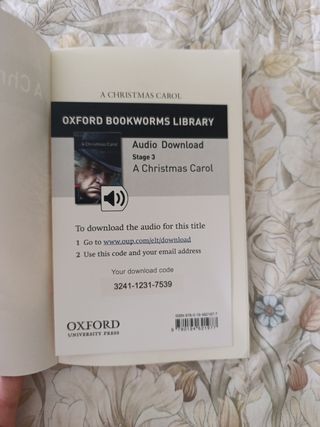 A CHRISTMAS CAROL
OXFORD BOOKWORMS LIBRARY
A Christmas Carol
Audio Download
Stage 3
A Christmas Carol
To download the audio for this title
1 Go to www.oup.com/elt/download
2 Use this code and your email address
Your download code
3241-1231-7539
OXFORD
UNIVERSITY PRESS